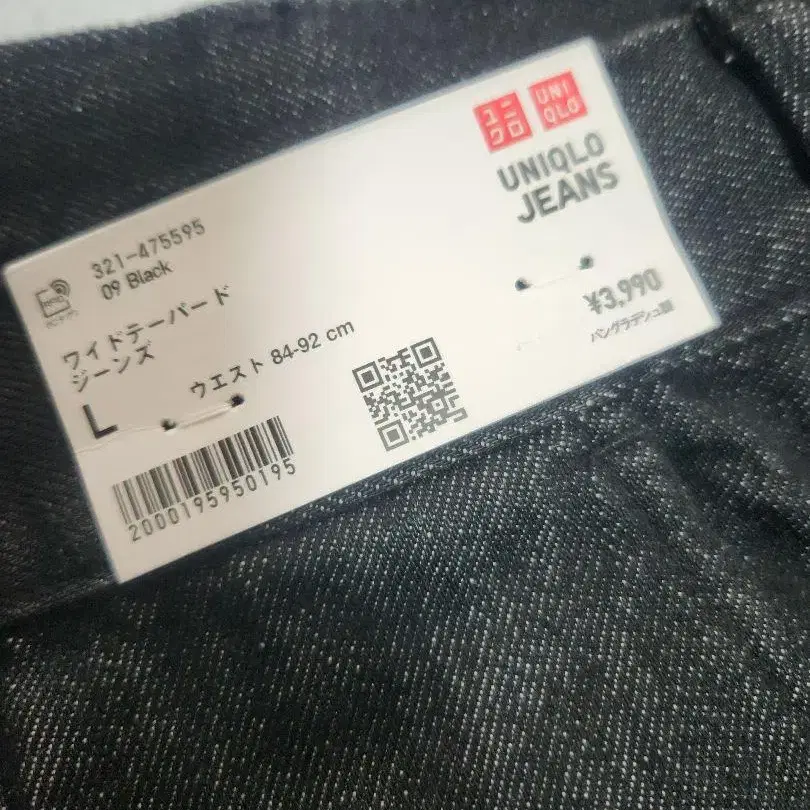 ユニ
クロ
UNI
QLO
UNIQLO
JEANS
321-475595
09 Black
ワイドテーパード
ジーンズ
L
ウエスト 84-92 cm
¥3,990
バングラデシュ製
2000195950195